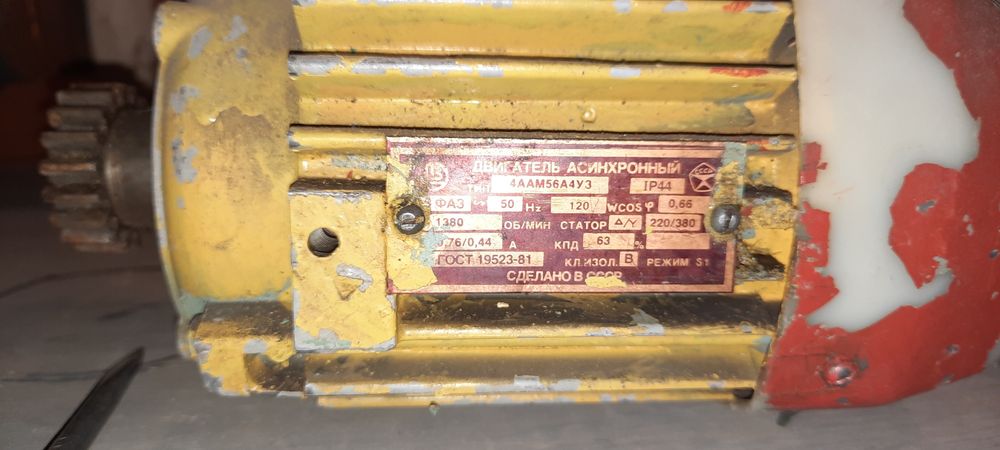 ДВИГАТЕЛЬ АСИНХРОННЫЙ
ТИП 4ААМ56А4У3 IP44
ФАЗ ~ 50 Hz 120 W COS φ 0,66
1380 ОБ/МИН СТАТОР Δ/Y 220/380
0,76/0,44 А КПД 63 %
ГОСТ 19523-81 КЛ.ИЗОЛ. B РЕЖИМ S1
СДЕЛАНО В СССР